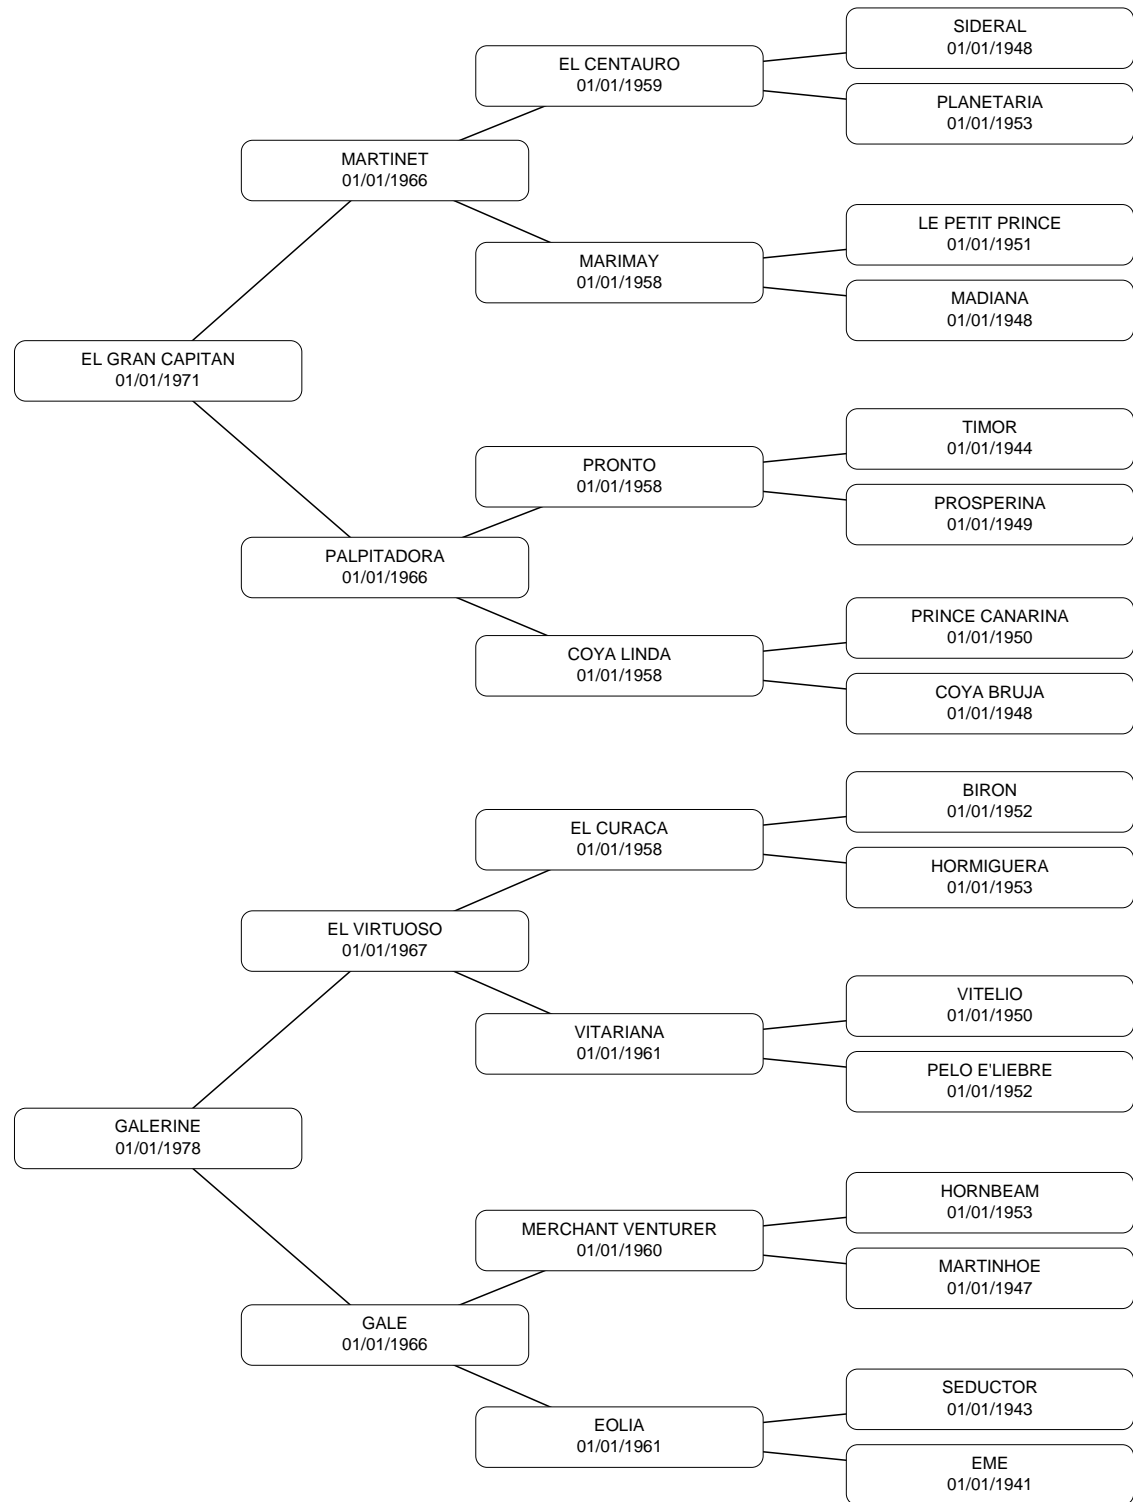 SIDERAL
01/01/1948
EL CENTAURO
01/01/1959
PLANETARIA
01/01/1953
MARTINET
01/01/1966
LE PETIT PRINCE
01/01/1951
MARIMAY
01/01/1958
MADIANA
01/01/1948
EL GRAN CAPITAN
01/01/1971
TIMOR
01/01/1944
PRONTO
01/01/1958
PROSPERINA
01/01/1949
PALPITADORA
01/01/1966
PRINCE CANARINA
01/01/1950
COYA LINDA
01/01/1958
COYA BRUJA
01/01/1948
BIRON
01/01/1952
EL CURACA
01/01/1958
HORMIGUERA
01/01/1953
EL VIRTUOSO
01/01/1967
VITELIO
01/01/1950
VITARIANA
01/01/1961
PELO E'LIEBRE
01/01/1952
GALERINE
01/01/1978
HORNBEAM
01/01/1953
MERCHANT VENTURER
01/01/1960
MARTINHOE
01/01/1947
GALE
01/01/1966
SEDUCTOR
01/01/1943
EOLIA
01/01/1961
EME
01/01/1941